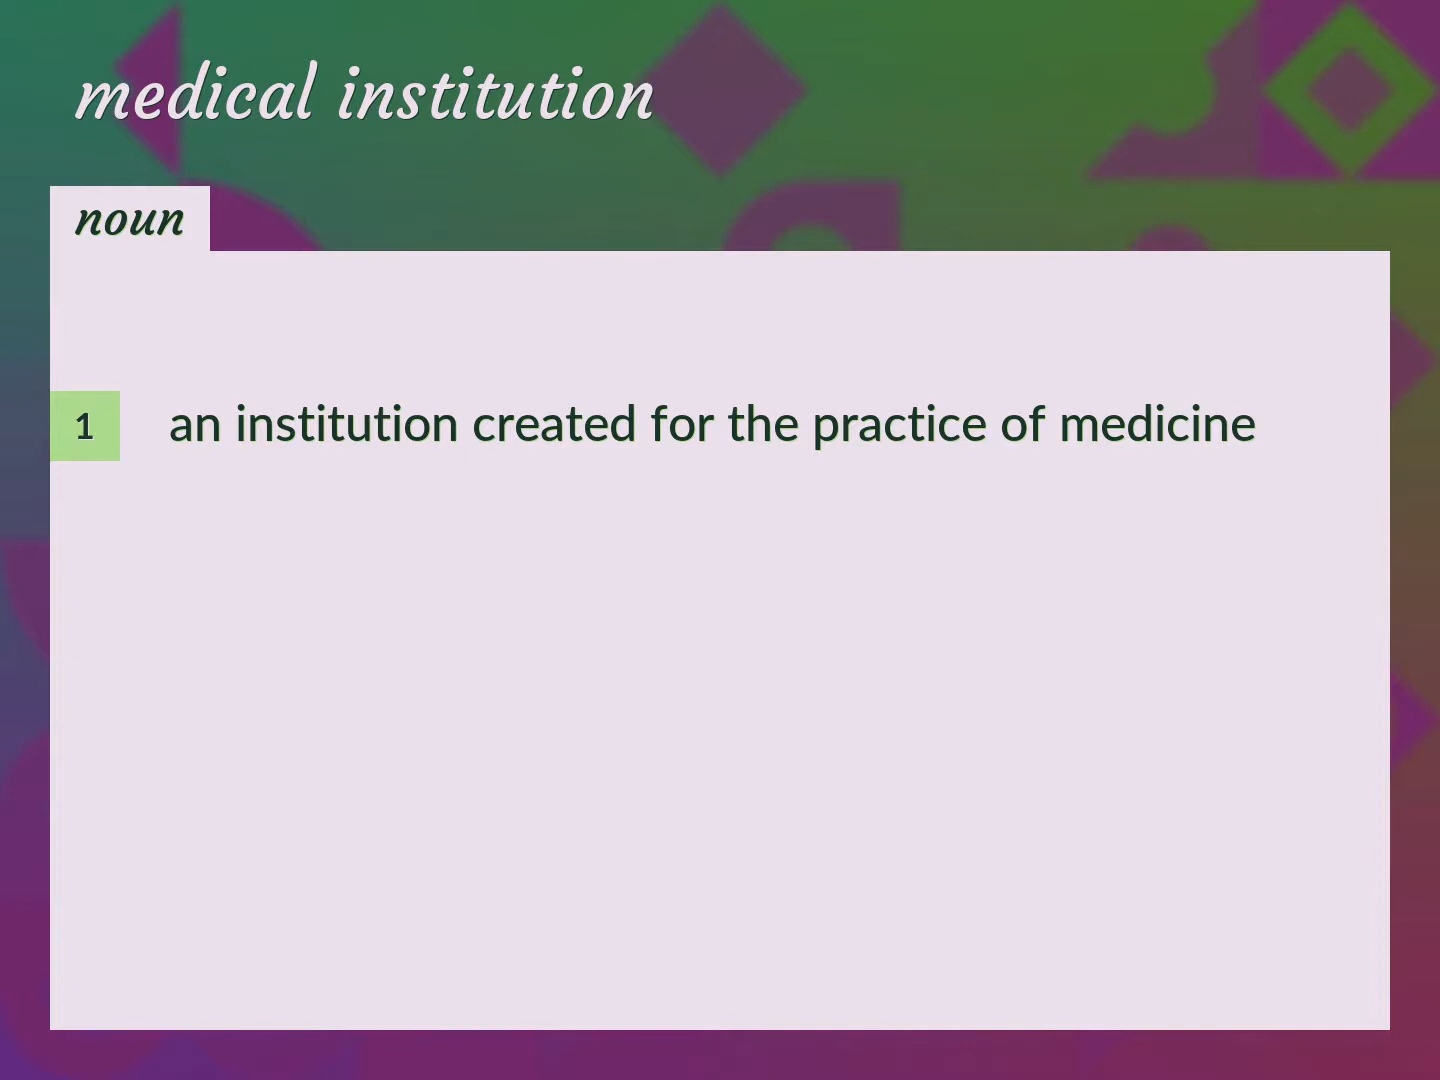 medical institution
noun
1 an institution created for the practice of medicine